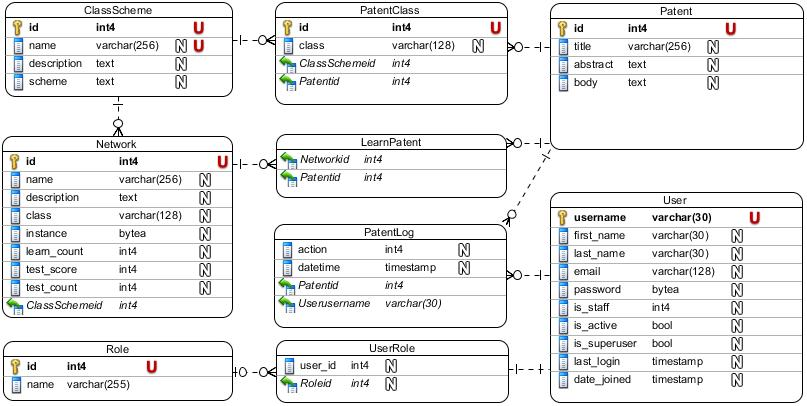 ClassScheme
id int4 U
name varchar(256) N U
description text N
scheme text N
PatentClass
id int4 U
class varchar(128) N
ClassSchemeid int4
Patentid int4
Patent
id int4 U
title varchar(256) N
abstract text N
body text N
Network
id int4 U
name varchar(256) N
description text N
class varchar(128) N
instance bytea N
learn_count int4 N
test_score int4 N
test_count int4 N
ClassSchemeid int4
LearnPatent
Networkid int4
Patentid int4
PatentLog
action int4 N
datetime timestamp N
Patentid int4
Userusername varchar(30)
User
username varchar(30) U
first_name varchar(30) N
last_name varchar(30) N
email varchar(128) N
password bytea N
is_staff int4 N
is_active bool N
is_superuser bool N
last_login timestamp N
date_joined timestamp N
Role
id int4 U
name varchar(255)
UserRole
user_id int4 N
Roleid int4 N